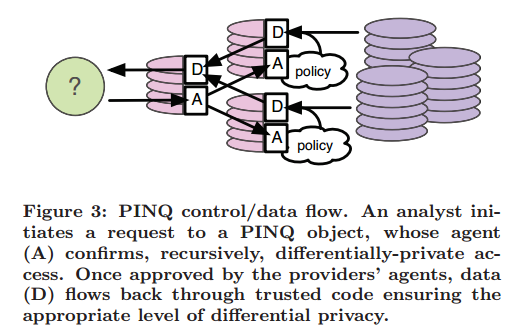 D
A
policy
?
D
A
D
A
policy
Figure 3: PINQ control/data flow. An analyst ini-
tiates a request to a PINQ object, whose agent
(A) confirms, recursively, differentially-private ac-
cess. Once approved by the providers' agents, data
(D) flows back through trusted code ensuring the
appropriate level of differential privacy.